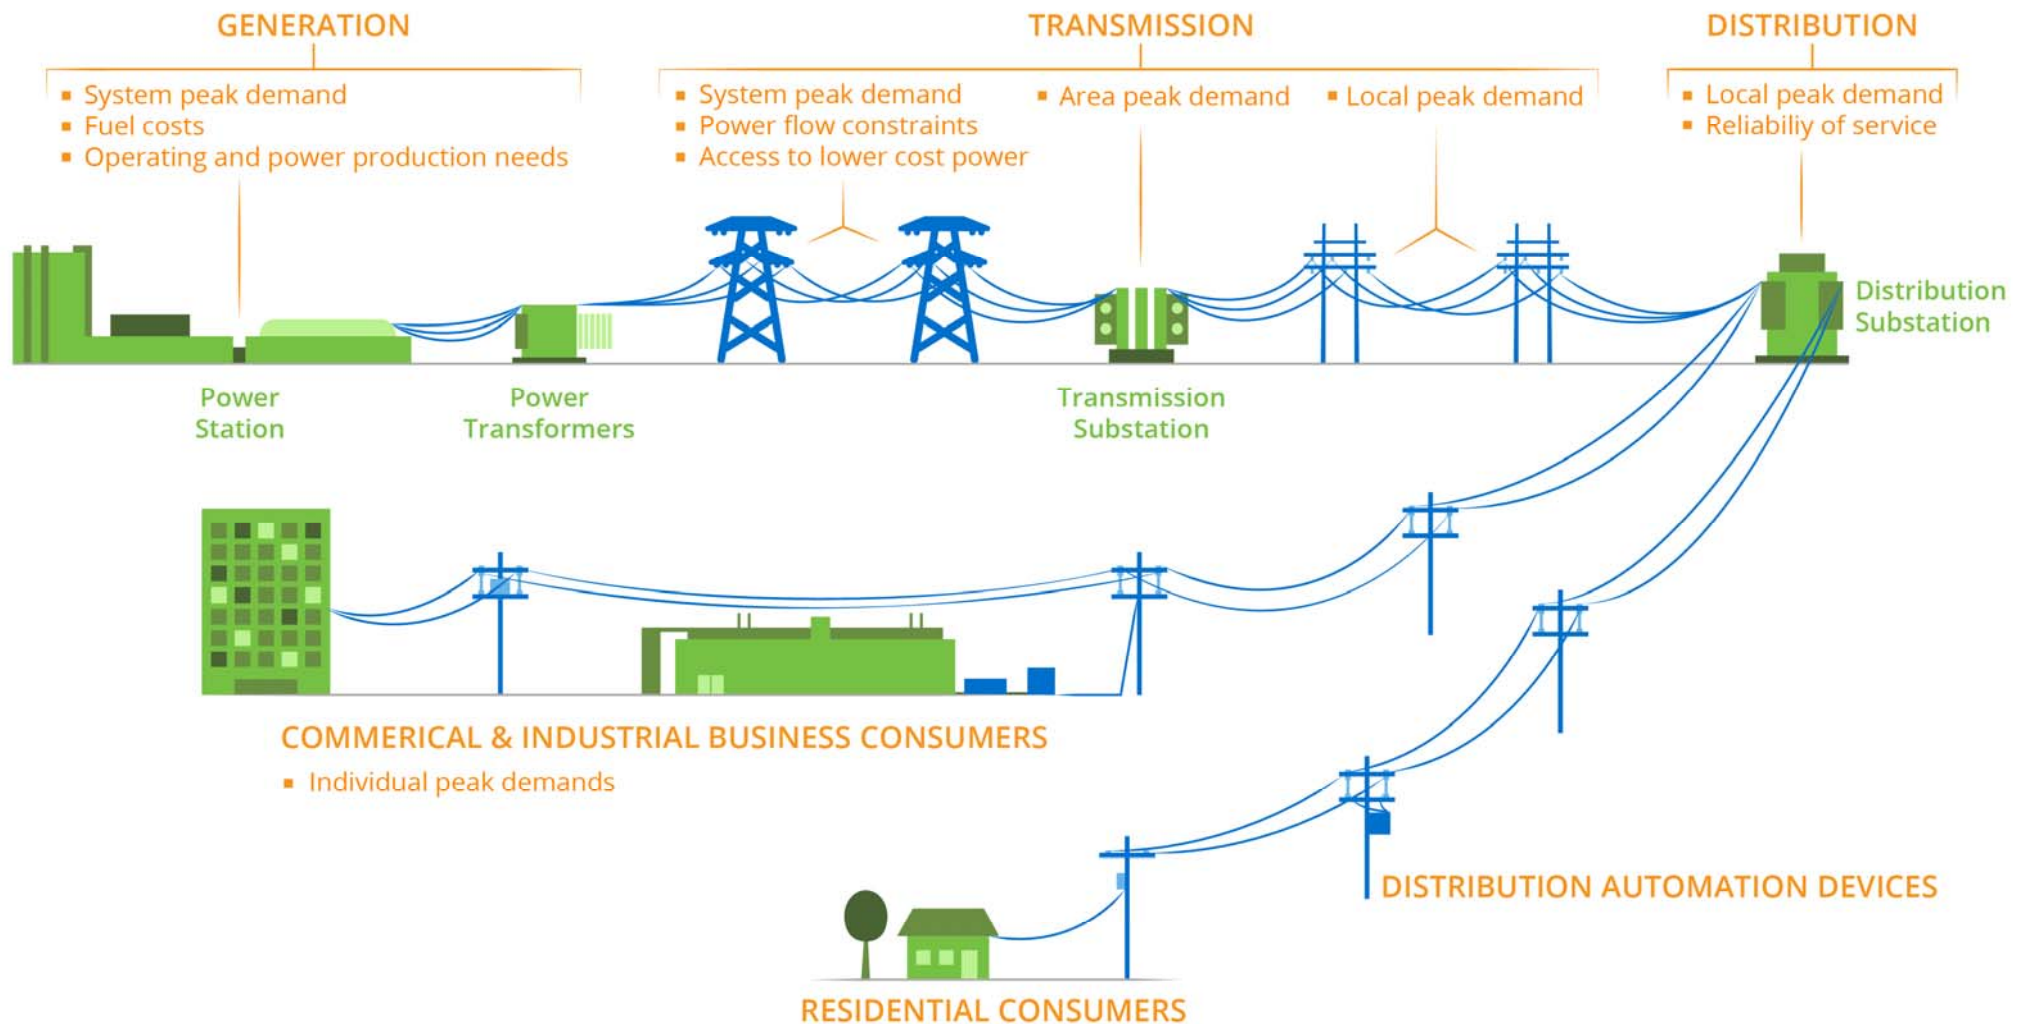 GENERATION
▪ System peak demand
▪ Fuel costs
▪ Operating and power production needs
TRANSMISSION
▪ System peak demand
▪ Power flow constraints
▪ Access to lower cost power
▪ Area peak demand
▪ Local peak demand
DISTRIBUTION
▪ Local peak demand
▪ Reliabiliy of service
Power
Station
Power
Transformers
Transmission
Substation
Distribution
Substation
COMMERICAL & INDUSTRIAL BUSINESS CONSUMERS
▪ Individual peak demands
DISTRIBUTION AUTOMATION DEVICES
RESIDENTIAL CONSUMERS